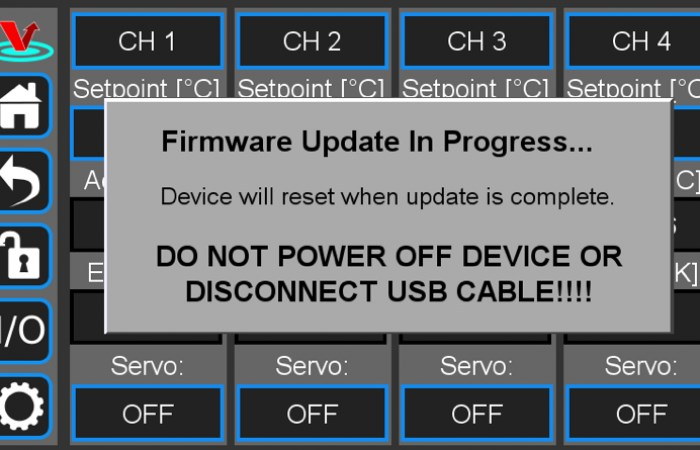 CH 1 CH 2 CH 3 CH 4
Setpoint [°C] Setpoint [°C] Setpoint [°C] Setpoint [°C
Firmware Update In Progress...
Device will reset when update is complete.
DO NOT POWER OFF DEVICE OR
DISCONNECT USB CABLE!!!!
A C]
E K]
I/O
Servo: Servo: Servo: Servo:
OFF OFF OFF OFF